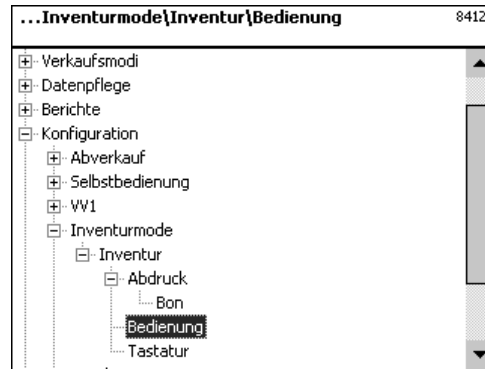 ...Inventurmode\Inventur\Bedienung 8412
Verkaufsmodi
Datenpflege
Berichte
Konfiguration
Abverkauf
Selbstbedienung
VV1
Inventurmode
Inventur
Abdruck
Bon
Bedienung
Tastatur